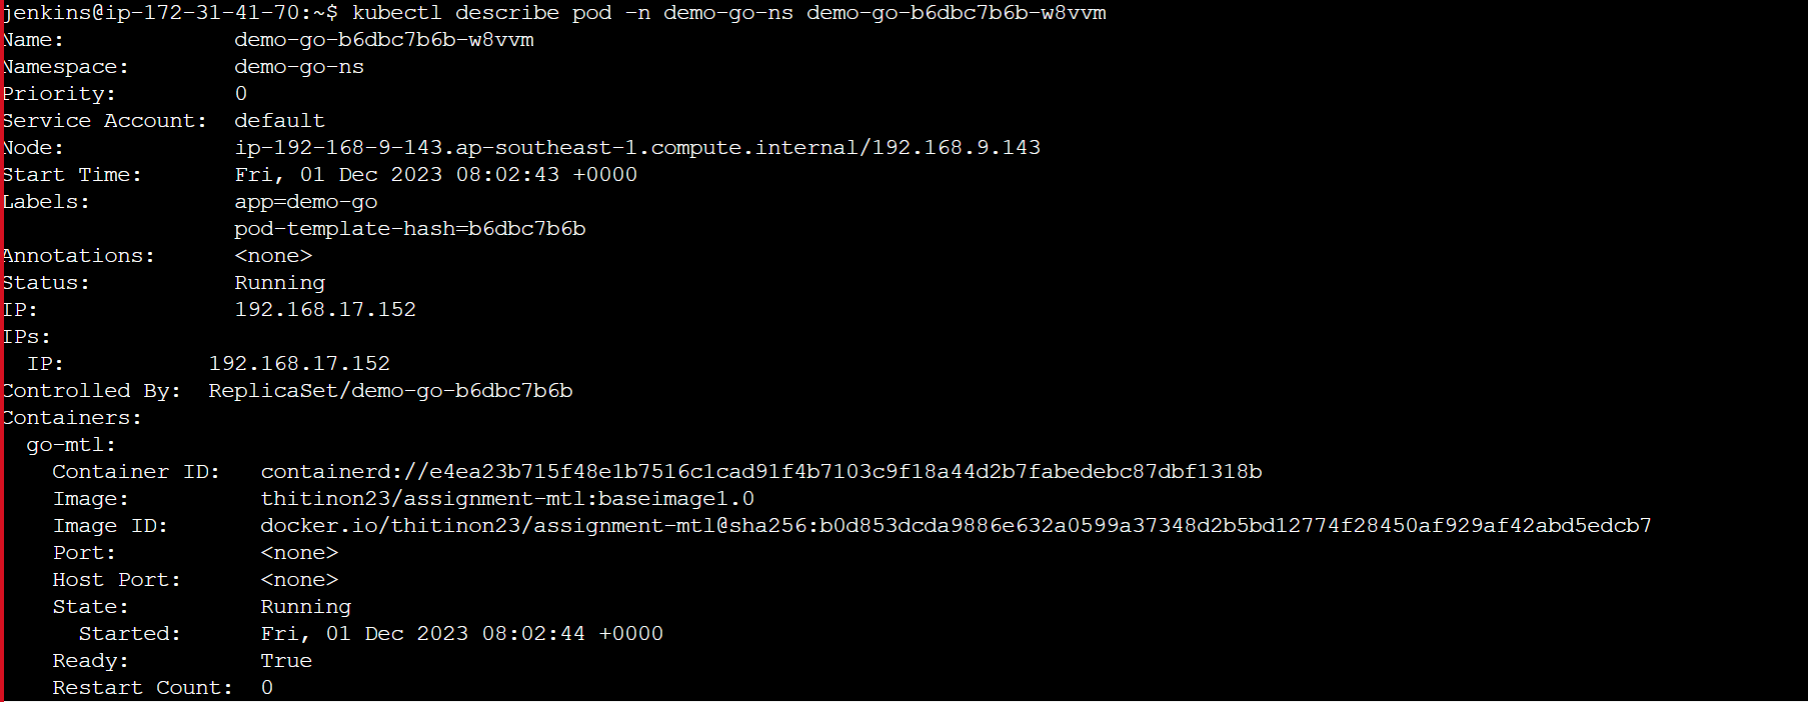 jenkins@ip-172-31-41-70:~$ kubectl describe pod -n demo-go-ns demo-go-b6dbc7b6b-w8vvm
Name:             demo-go-b6dbc7b6b-w8vvm
Namespace:        demo-go-ns
Priority:         0
Service Account:  default
Node:             ip-192-168-9-143.ap-southeast-1.compute.internal/192.168.9.143
Start Time:       Fri, 01 Dec 2023 08:02:43 +0000
Labels:           app=demo-go
                  pod-template-hash=b6dbc7b6b
Annotations:      <none>
Status:           Running
IP:               192.168.17.152
IPs:
  IP:           192.168.17.152
Controlled By:  ReplicaSet/demo-go-b6dbc7b6b
Containers:
  go-mtl:
    Container ID:   containerd://e4ea23b715f48e1b7516c1cad91f4b7103c9f18a44d2b7fabedebc87dbf1318b
    Image:          thitinon23/assignment-mtl:baseimage1.0
    Image ID:       docker.io/thitinon23/assignment-mtl@sha256:b0d853dcda9886e632a0599a37348d2b5bd12774f28450af929af42abd5edcb7
    Port:           <none>
    Host Port:      <none>
    State:          Running
      Started:      Fri, 01 Dec 2023 08:02:44 +0000
    Ready:          True
    Restart Count:  0